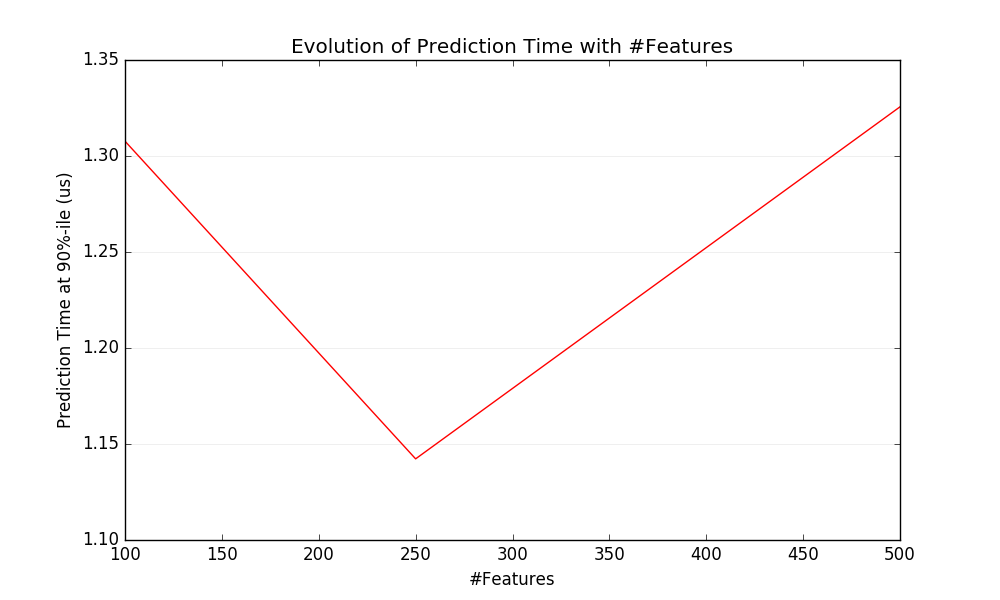 Evolution of Prediction Time with #Features
1.35
1.30
1.25
1.20
1.15
1.10
Prediction Time at 90%-ile (us)
100 150 200 250 300 350 400 450 500
#Features